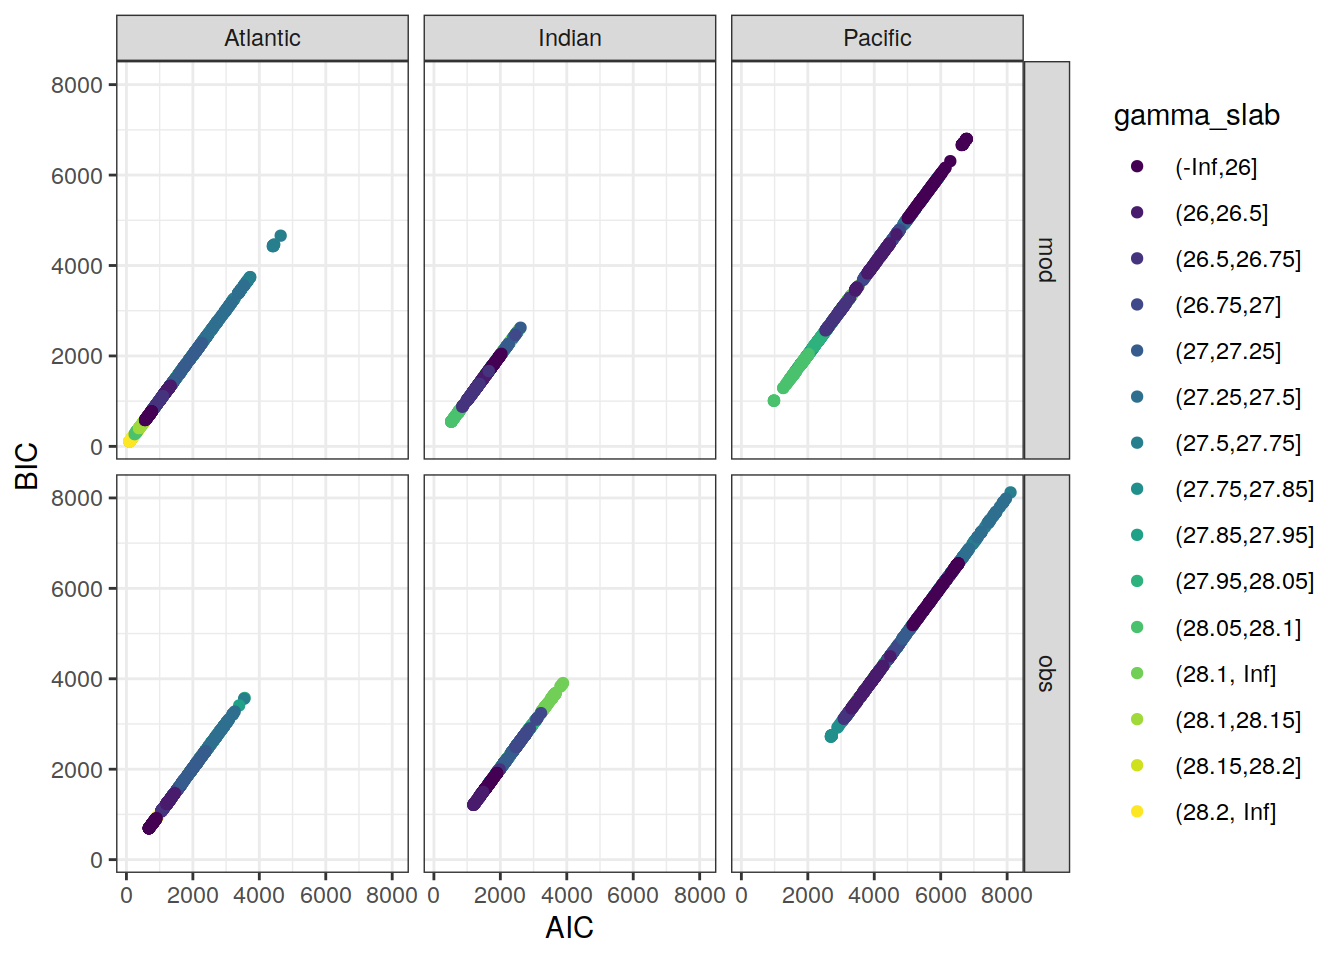 Atlantic Indian Pacific
8000
6000
4000
2000
0
mod
8000
6000
4000
2000
0
obs
BIC
0 2000 4000 6000 8000 0 2000 4000 6000 8000 0 2000 4000 6000 8000
AIC
gamma_slab
(-Inf,26]
(26,26.5]
(26.5,26.75]
(26.75,27]
(27,27.25]
(27.25,27.5]
(27.5,27.75]
(27.75,27.85]
(27.85,27.95]
(27.95,28.05]
(28.05,28.1]
(28.1, Inf]
(28.1,28.15]
(28.15,28.2]
(28.2, Inf]